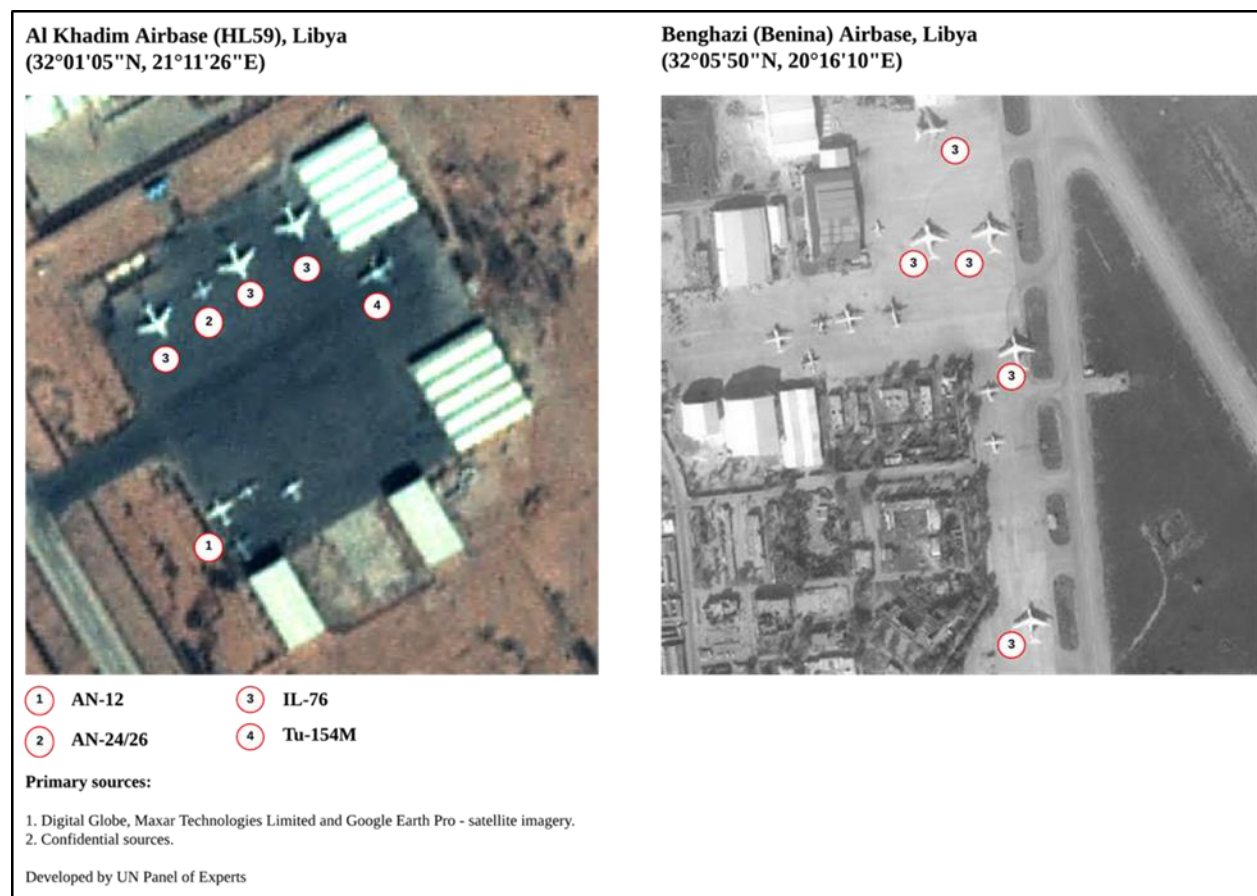 Al Khadim Airbase (HL59), Libya
(32°01'05"N, 21°11'26"E)
Benghazi (Benina) Airbase, Libya
(32°05'50"N, 20°16'10"E)
3
3
2
3
4
1
3
3
3
3
3
1 AN-12
3 IL-76
2 AN-24/26
4 Tu-154M
Primary sources:
1. Digital Globe, Maxar Technologies Limited and Google Earth Pro - satellite imagery.
2. Confidential sources.
Developed by UN Panel of Experts